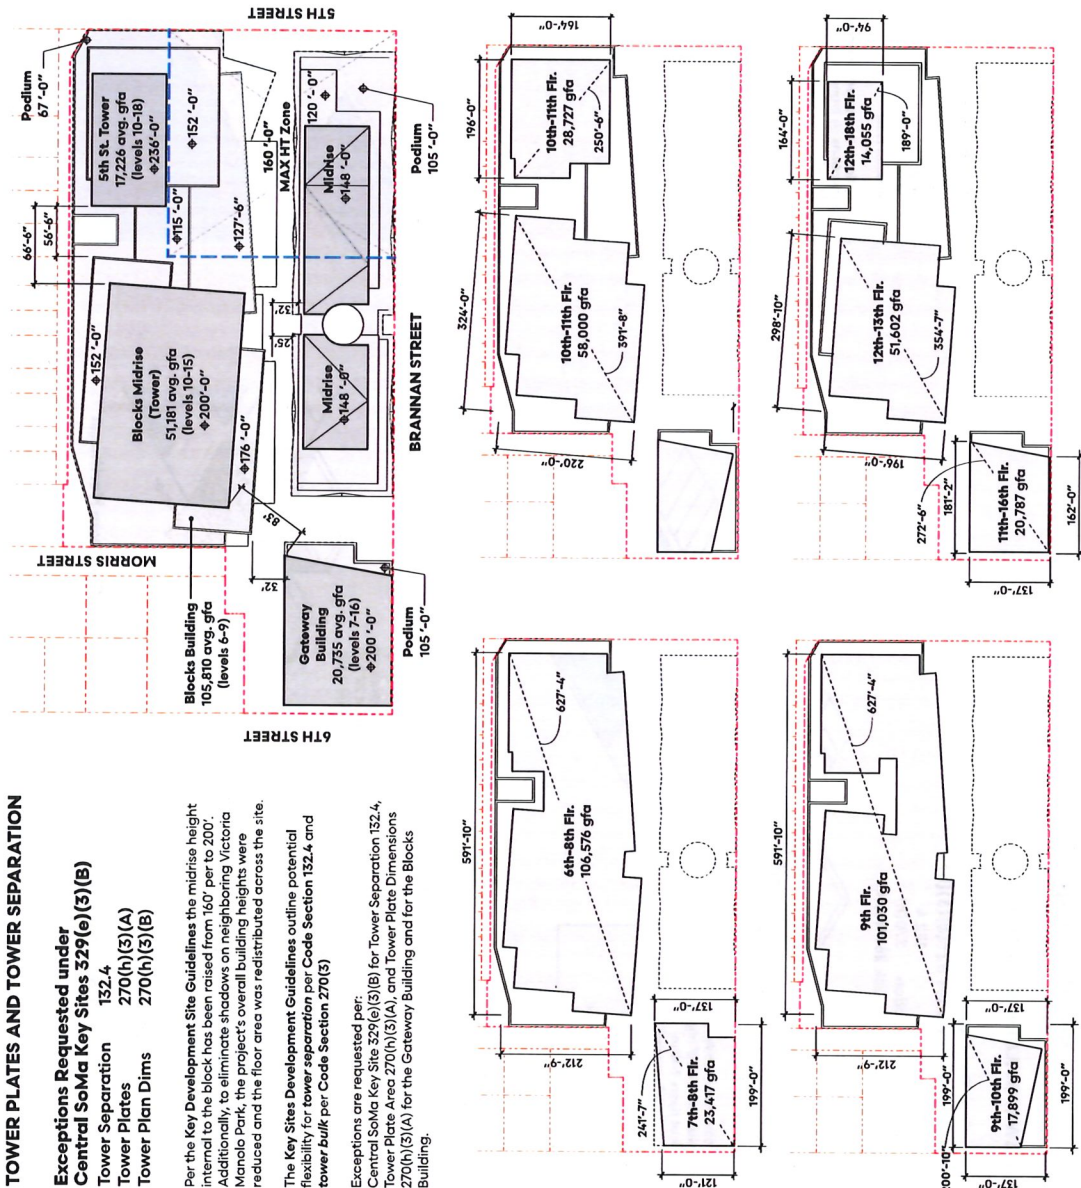 TOWER PLATES AND TOWER SEPARATION
Exceptions Requested under
Central SoMa Key Sites 329(e)(3)(B)
Tower Separation 132.4
Tower Plates 270(h)(3)(A)
Tower Plan Dims 270(h)(3)(B)
Per the Key Development Site Guidelines the midrise height
internal to the block has been raised from 160' per to 200'.
Additionally, to eliminate shadows on neighboring Victoria
Manolo Park, the project's overall building heights were
reduced and the floor area was redistributed across the site.
The Key Sites Development Guidelines outline potential
flexibility for tower separation per Code Section 132.4 and
tower bulk per Code Section 270(3)
Exceptions are requested per:
Central SoMa Key Site 329(e)(3)(B) for Tower Separation 132.4,
Tower Plate Area 270(h)(3)(A), and Tower Plate Dimensions
270(h)(3)(A) for the Gateway Building and for the Blocks
Building.
5TH STREET
6TH STREET
MORRIS STREET
BRANNAN STREET
Podium
67 '-0"
5th St. Tower
17,226 avg. gfa
(levels 10-18)
⌖236'-0"
66'-6"
56'-6"
⌖115 '-0"
⌖152 '-0"
⌖127'-6"
160 '-0"
MAX HT Zone
120 '-0"
Midrise
⌖148 '-0"
Podium
105 '-0"
⌖152 '-0"
Blocks Midrise
(Tower)
51,181 avg. gfa
(levels 10-15)
⌖200'-0"
⌖176 '-0"
32'
25'
Midrise
⌖148 '-0"
83'
32'
Blocks Building
105,810 avg. gfa
(levels 6-9)
Gateway
Building
20,735 avg. gfa
(levels 7-16)
⌖200 '-0"
Podium
105 '-0"
591'-10"
627'-4"
6th-8th Flr.
106,576 gfa
212'-9"
137'-0"
241'-7"
7th-8th Flr.
23,417 gfa
121'-0"
199'-0"
324'-0"
196'-0"
164'-0"
10th-11th Flr.
28,727 gfa
250'-6"
10th-11th Flr.
58,000 gfa
391'-8"
220'-0"
591'-10"
627'-4"
9th Flr.
101,030 gfa
212'-9"
199'-0"
137'-0"
9th-10th Flr.
17,899 gfa
200'-10"
137'-0"
199'-0"
298'-10"
164'-0"
94'-0"
12th-18th Flr.
14,055 gfa
189'-0"
12th-13th Flr.
51,602 gfa
354'-7"
196'-0"
272'-6"
181'-2"
11th-16th Flr.
20,787 gfa
137'-0"
162'-0"